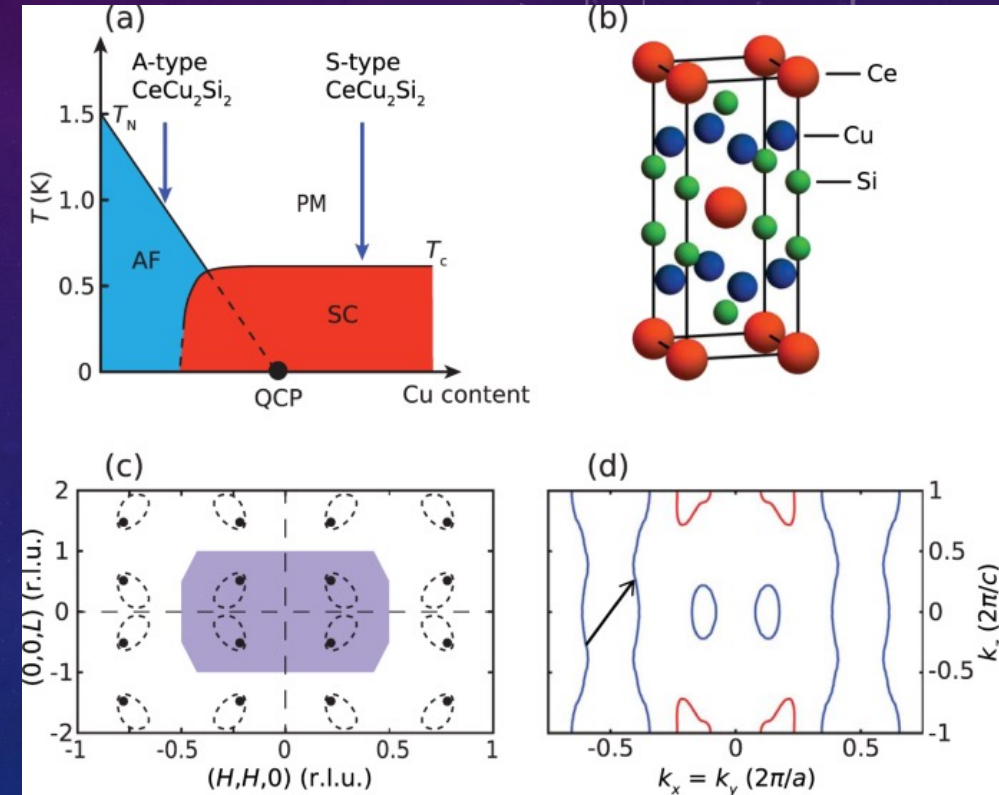 (a)
A-type
CeCu₂Si₂
S-type
CeCu₂Si₂
T_N
1.5
1.0
0.5
0
T (K)
PM
AF
T_c
SC
QCP
Cu content
(b)
Ce
Cu
Si
(c)
2
1
0
-1
-2
(0,0,L) (r.l.u.)
-1 -0.5 0 0.5 1
(H,H,0) (r.l.u.)
(d)
1
0.5
0
-0.5
-1
(2π/c)
-0.5 0 0.5
k_x = k_y (2π/a)